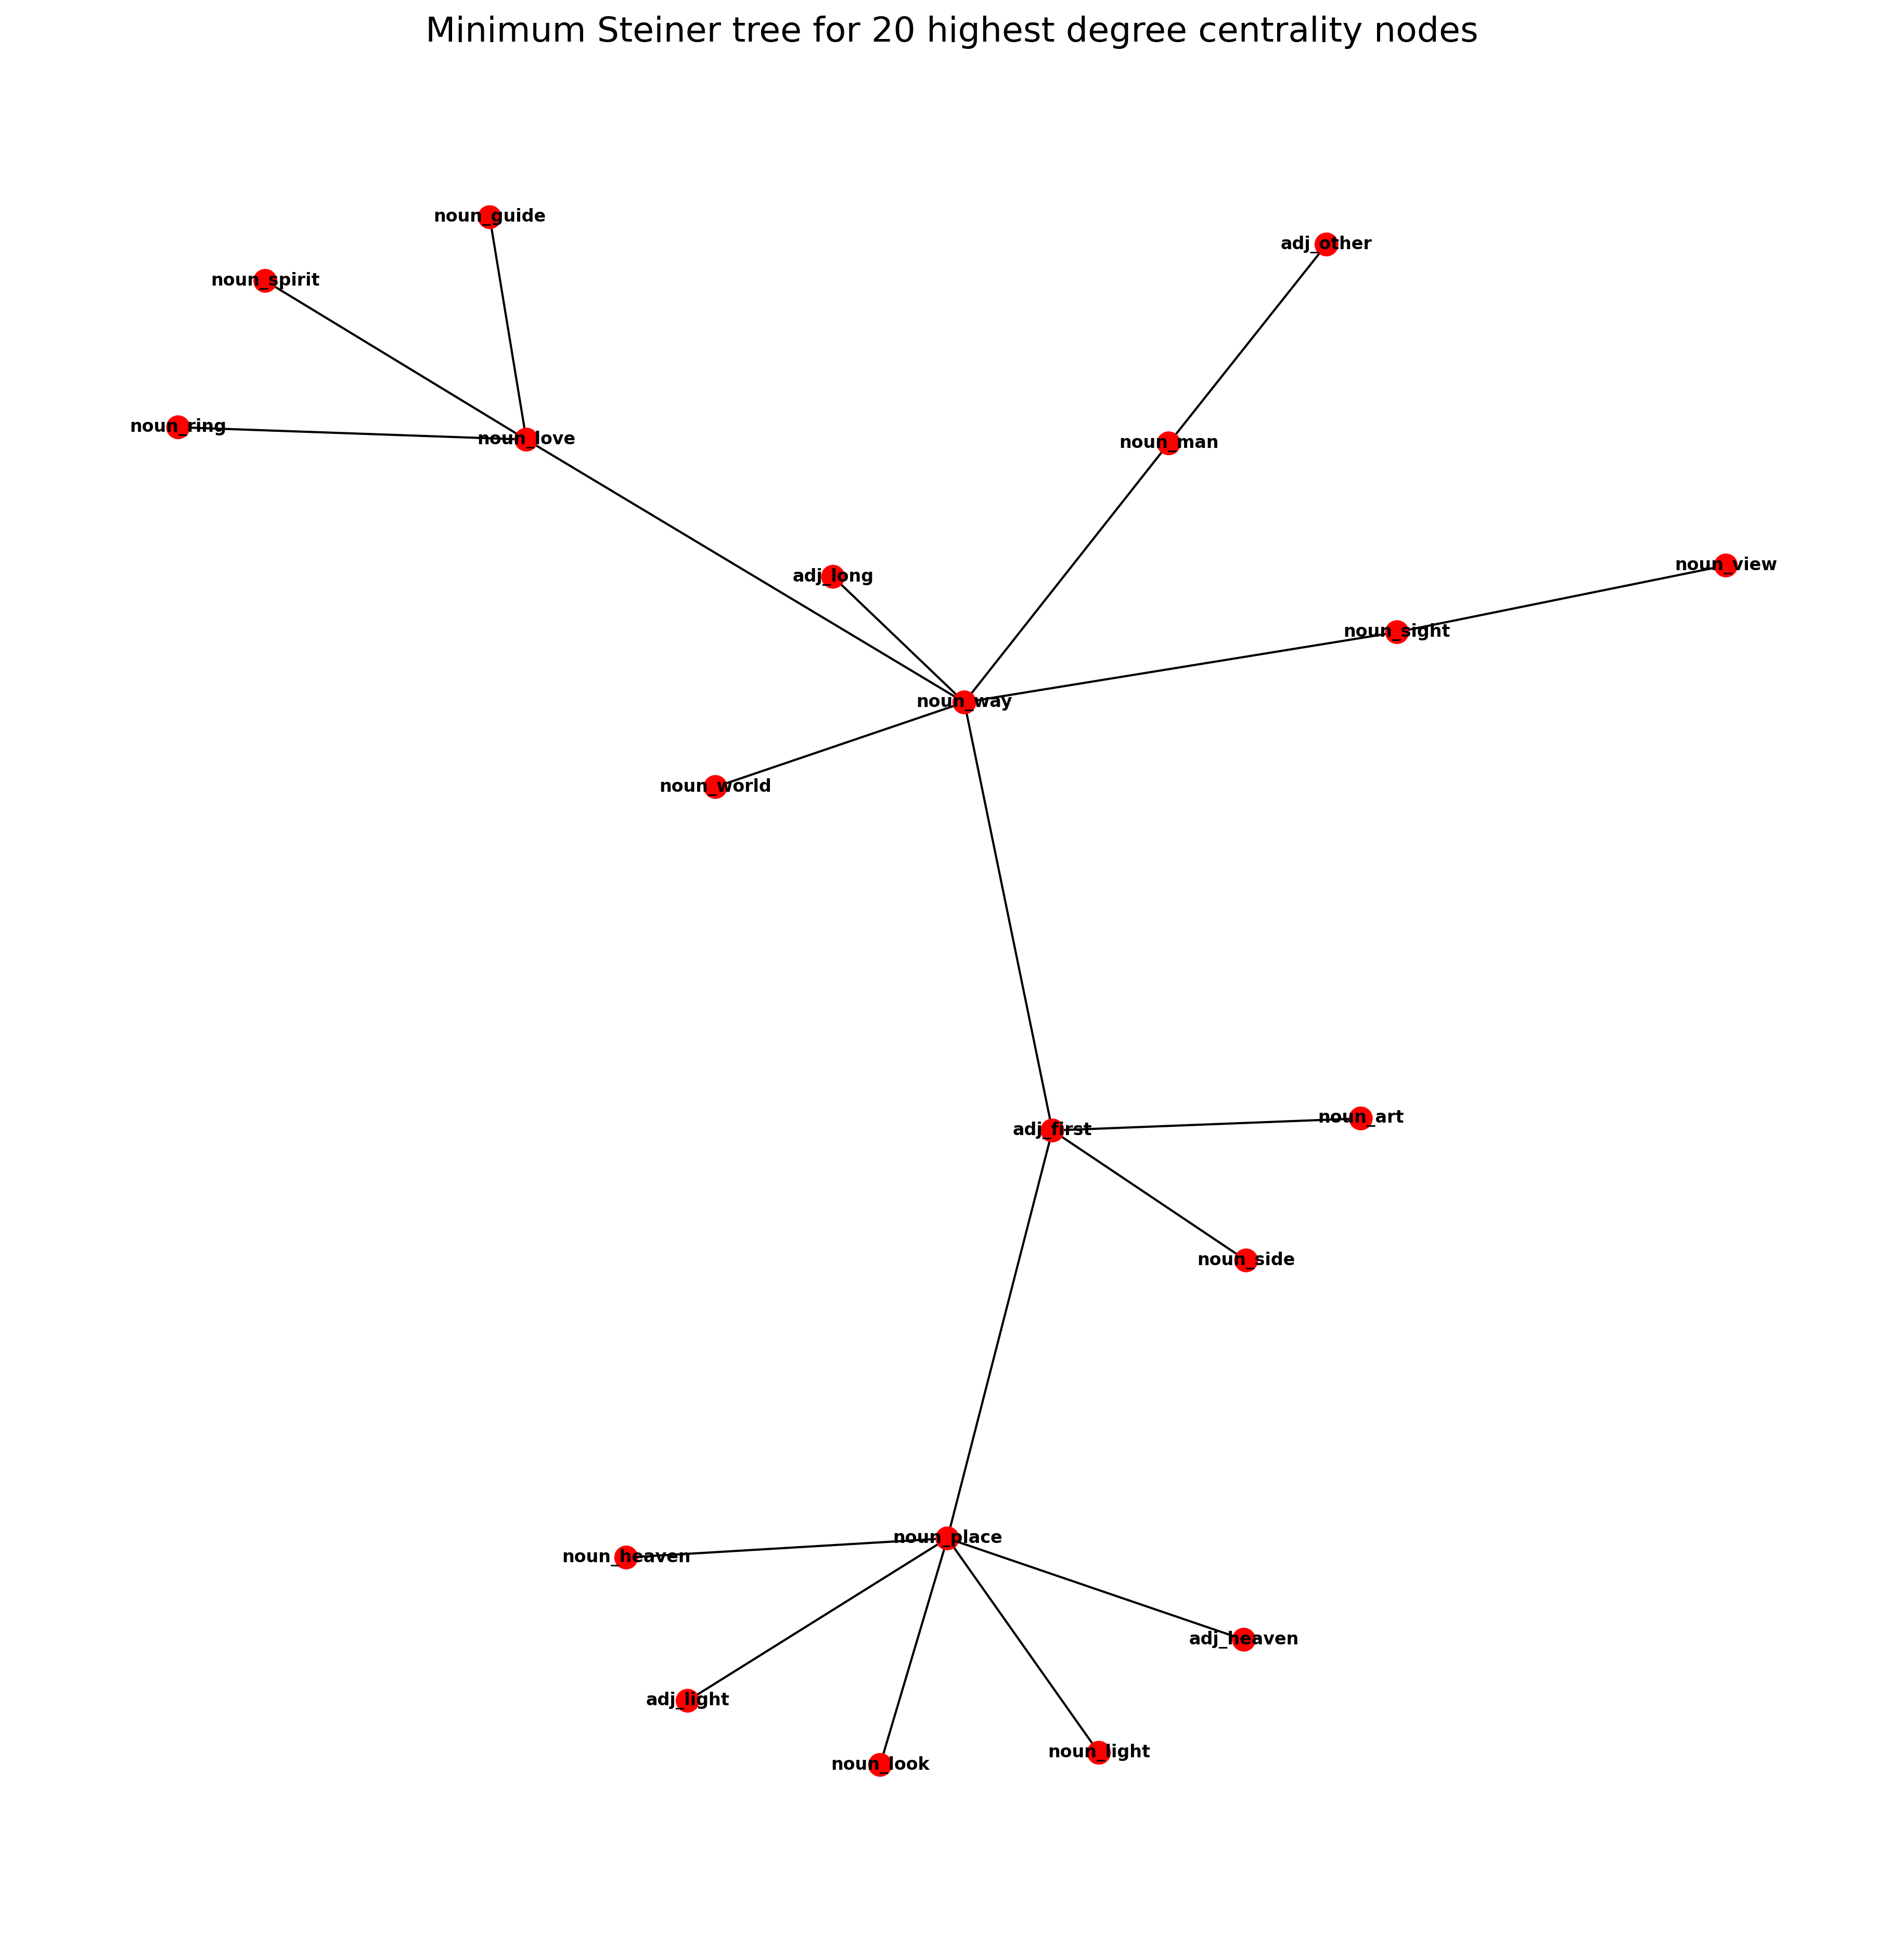 Minimum Steiner tree for 20 highest degree centrality nodes
noun_guide
adj_other
noun_spirit
noun_ring
noun_love
noun_man
noun_view
adj_long
noun_sight
noun_way
noun_world
noun_art
adj_first
noun_side
noun_place
noun_heaven
adj_heaven
adj_light
noun_light
noun_look